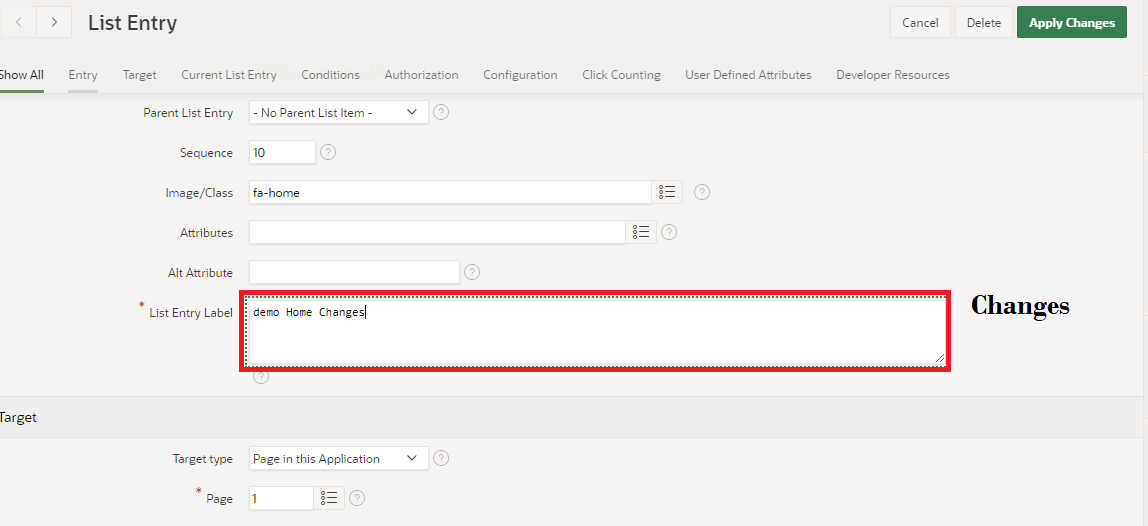 List Entry
Cancel
Delete
Apply Changes
Show All
Entry
Target
Current List Entry
Conditions
Authorization
Configuration
Click Counting
User Defined Attributes
Developer Resources
Parent List Entry
- No Parent List Item -
?
Sequence
10
?
Image/Class
fa-home
?
Attributes
?
Alt Attribute
?
* List Entry Label
demo Home Changes
Changes
?
Target
Target type
Page in this Application
?
* Page
1
?